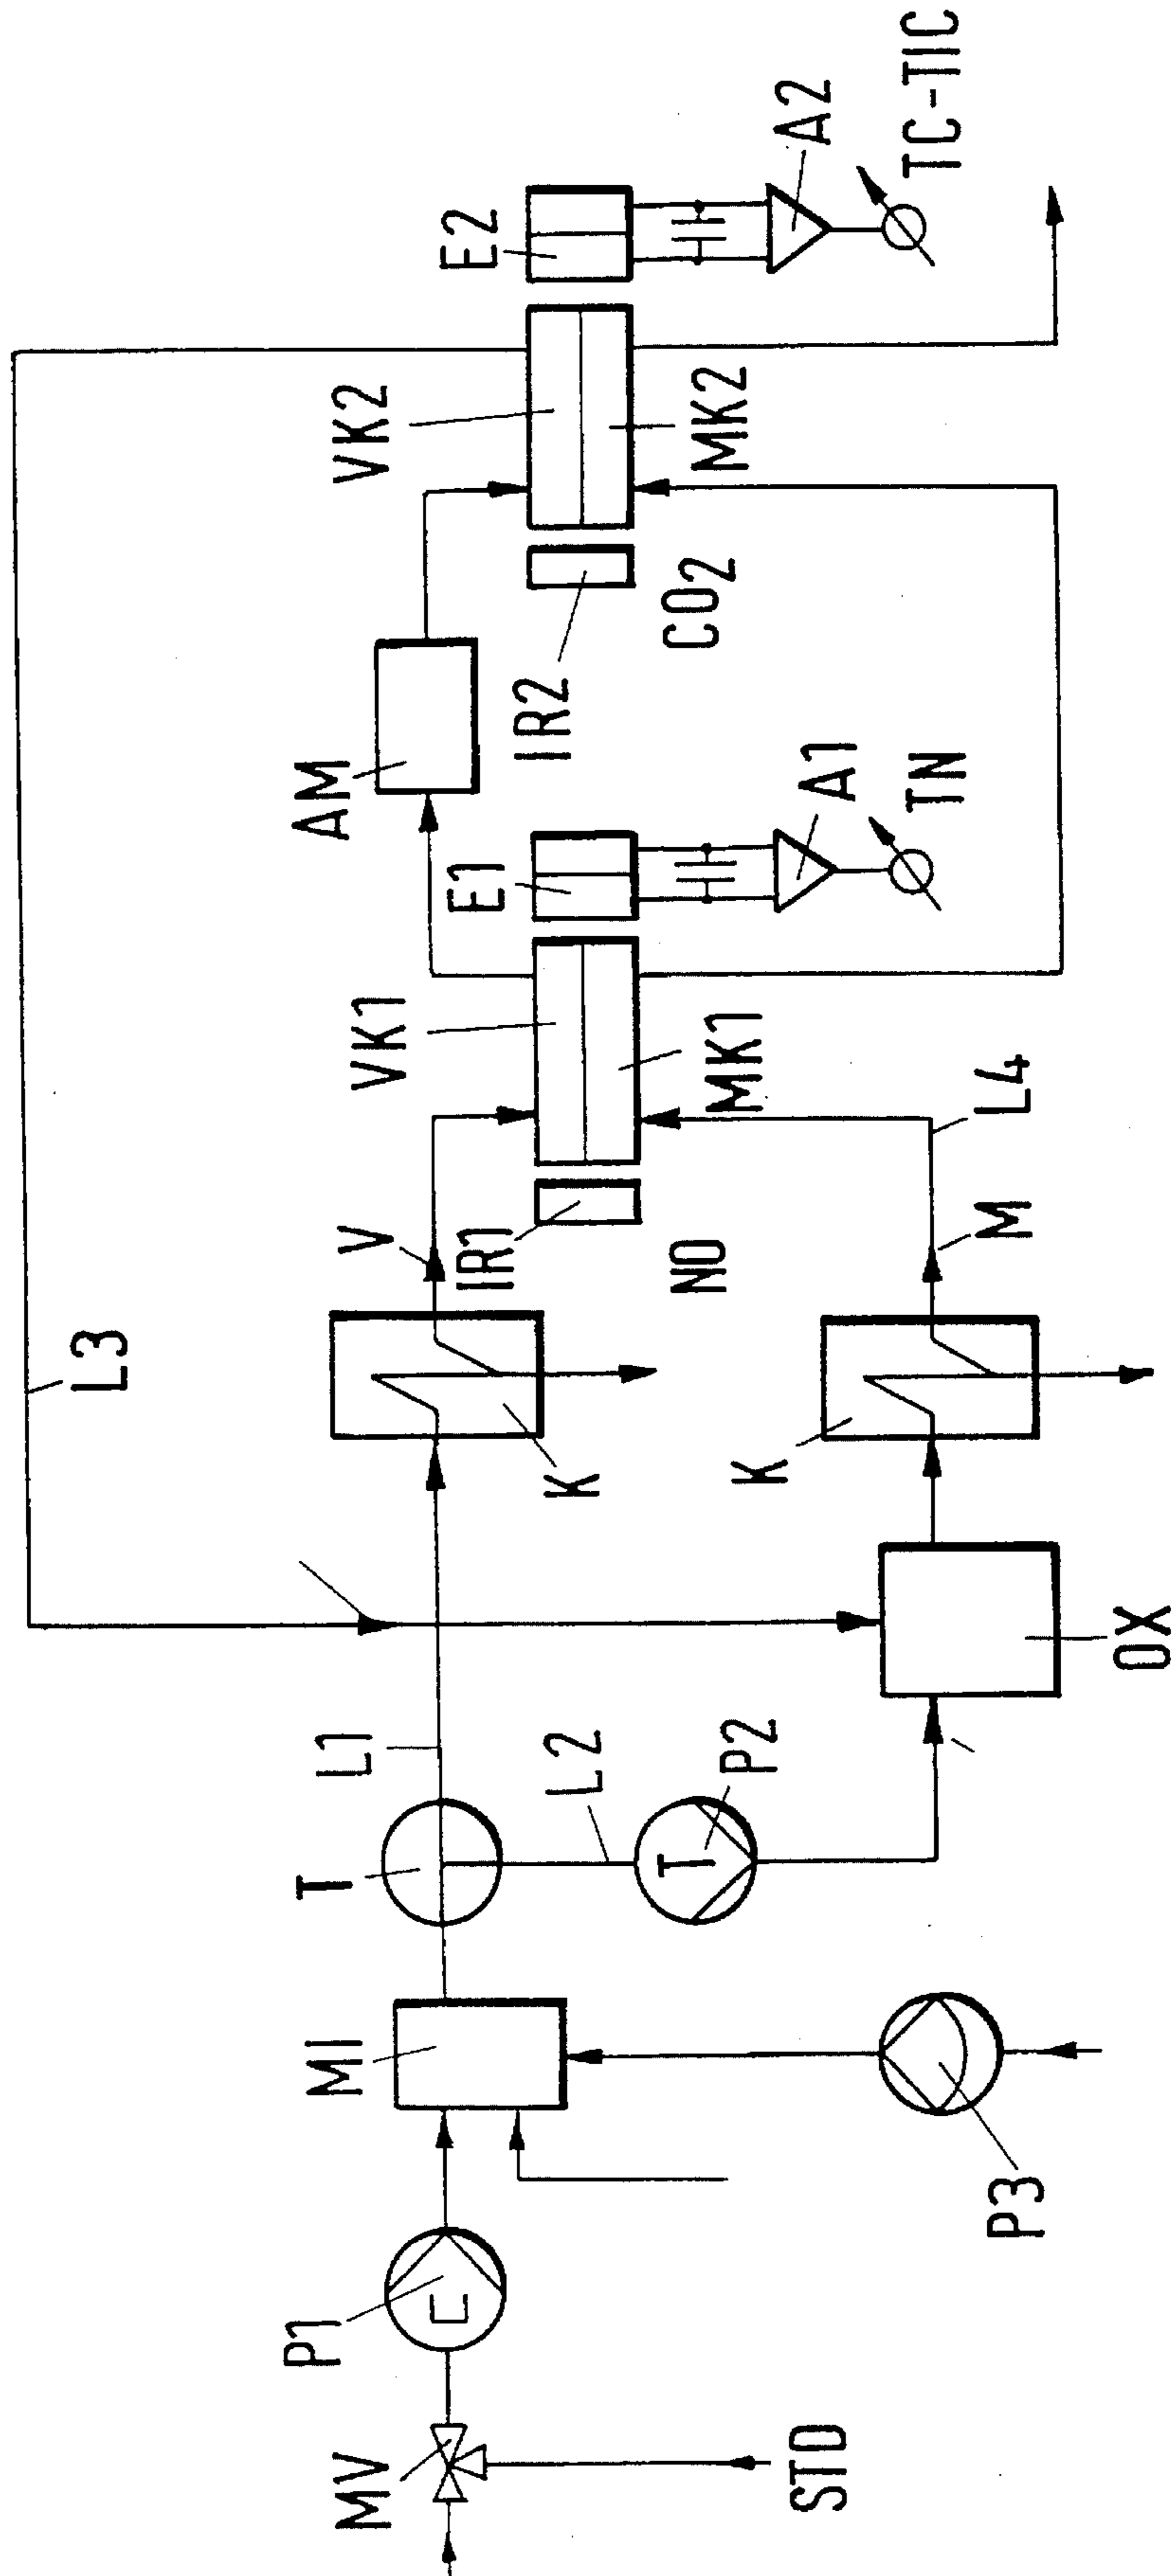 MV
STD
P1
MI
P3
T
L1
L2
T
P2
OX
L3
K
K
V
M
L4
IR1
NO
VK1
MK1
E1
A1
TN
AM
IR2
CO2
VK2
MK2
E2
A2
TC-TIC